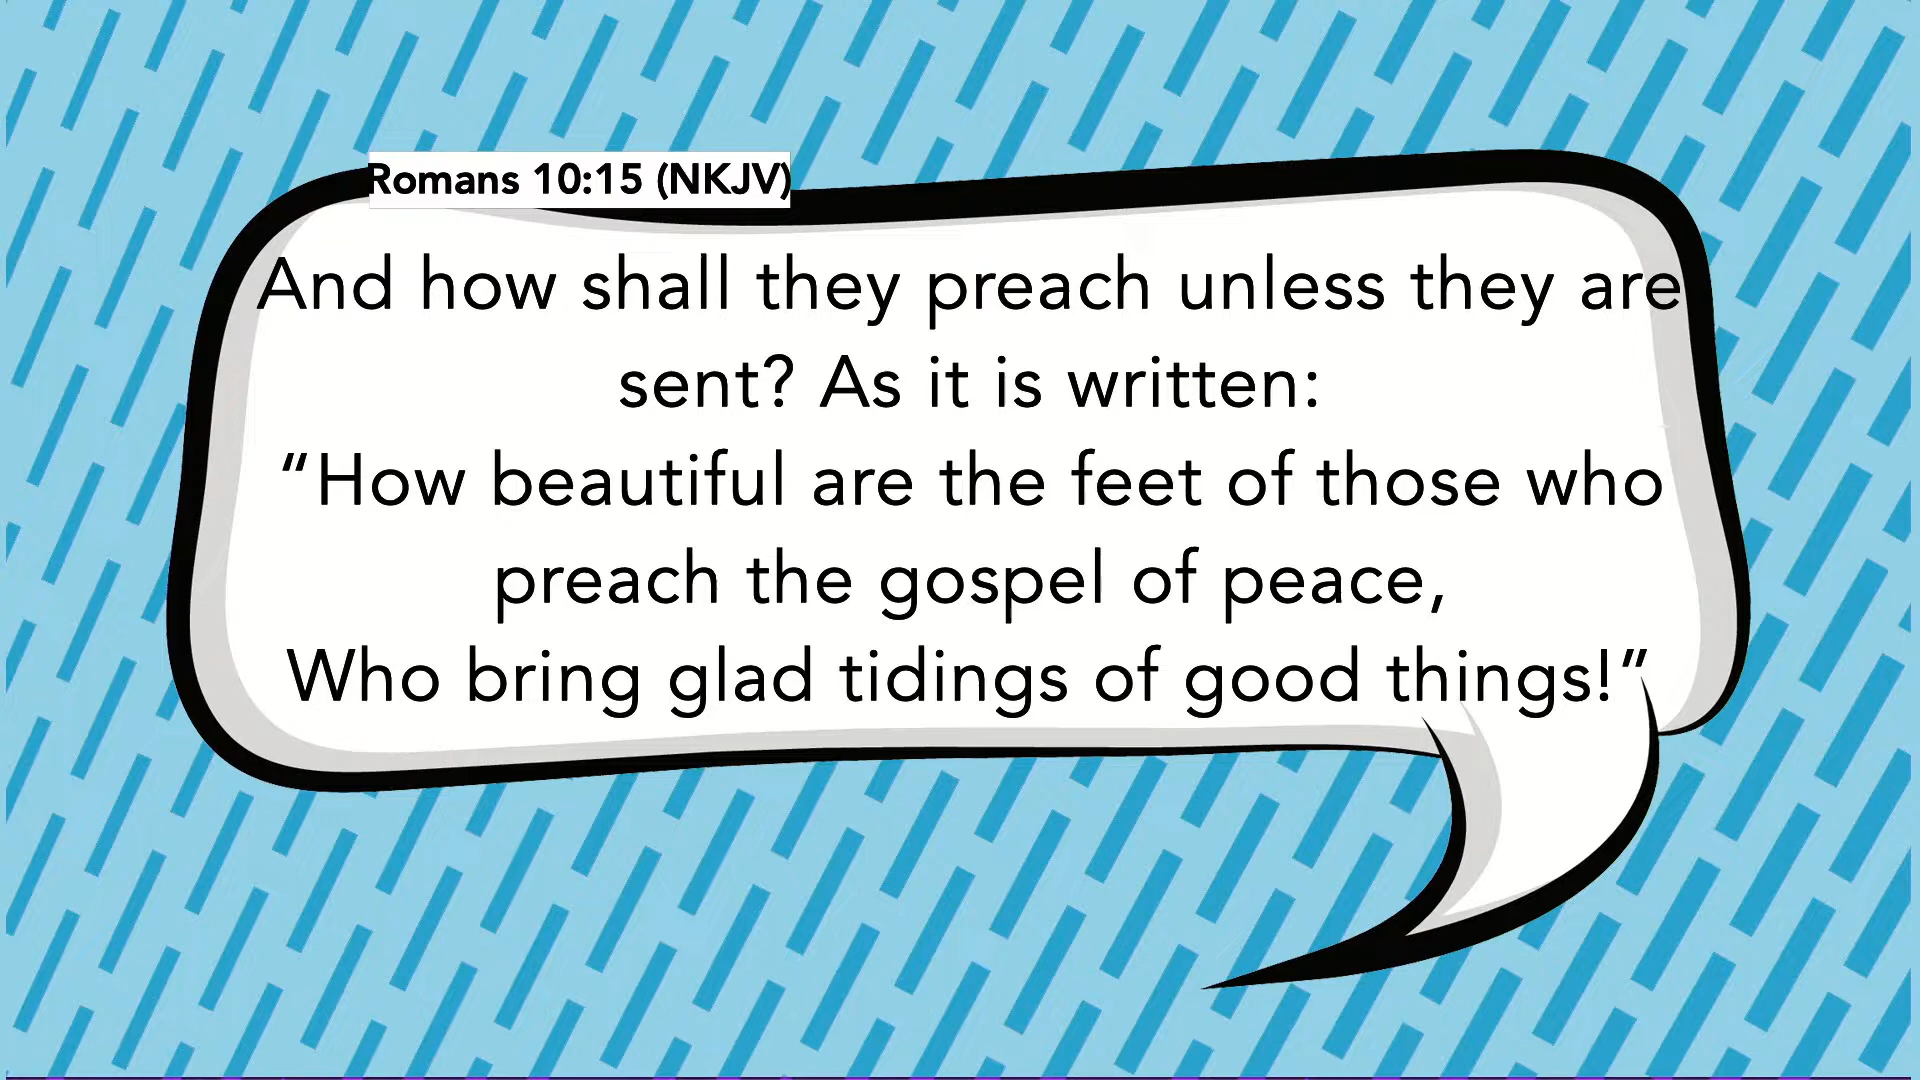 Romans 10:15 (NKJV)
And how shall they preach unless they are
sent? As it is written:
“How beautiful are the feet of those who
preach the gospel of peace,
Who bring glad tidings of good things!”